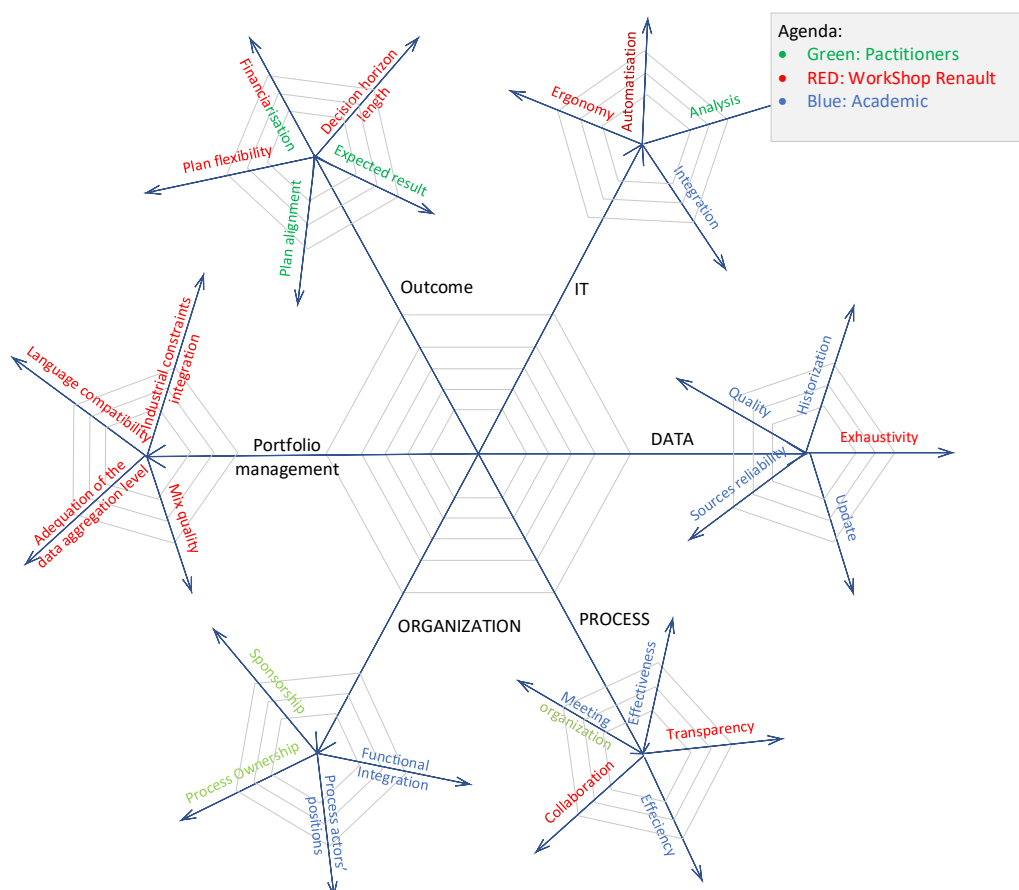 Agenda:
Green: Pactitioners
RED: WorkShop Renault
Blue: Academic
Financiarisation
Decision horizon
length
Plan flexibility
Expected result
Plan alignment
Outcome
Ergonomy
Automatisation
Analysis
Integration
IT
Language compatibility
Industrial constraints
integration
Adequation of the
data aggregation level
Mix quality
Portfolio
management
DATA
Quality
Historization
Exhaustivity
Sources reliability
Update
ORGANIZATION
Sponsorship
Process Ownership
Functional
Integration
Process actors'
positions
PROCESS
Meeting
organization
Effectiveness
Transparency
Collaboration
Effeciency